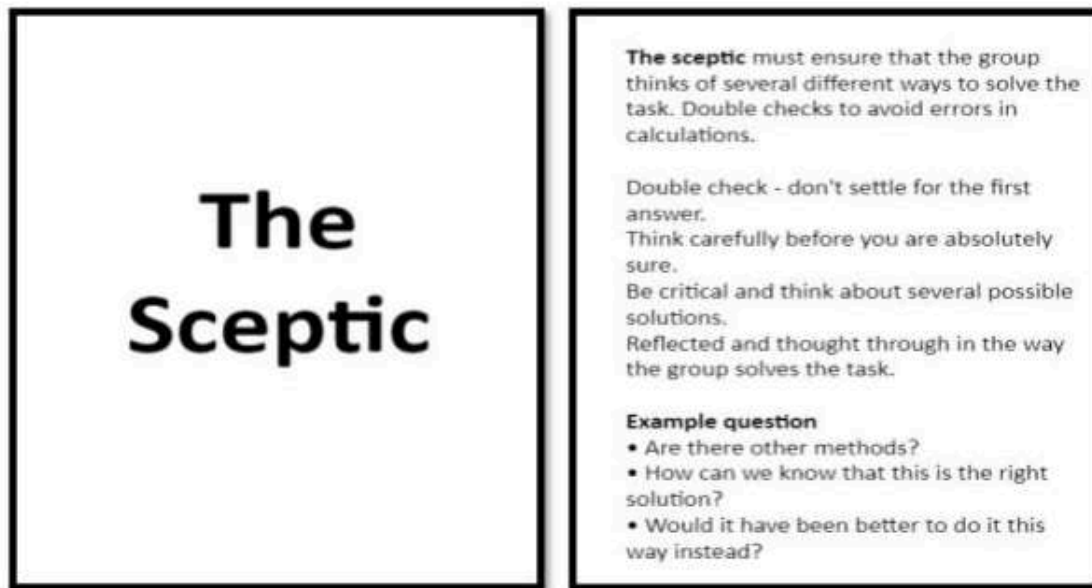 The
Sceptic
The sceptic must ensure that the group
thinks of several different ways to solve the
task. Double checks to avoid errors in
calculations.
Double check - don't settle for the first
answer.
Think carefully before you are absolutely
sure.
Be critical and think about several possible
solutions.
Reflected and thought through in the way
the group solves the task.
Example question
• Are there other methods?
• How can we know that this is the right
solution?
• Would it have been better to do it this
way instead?